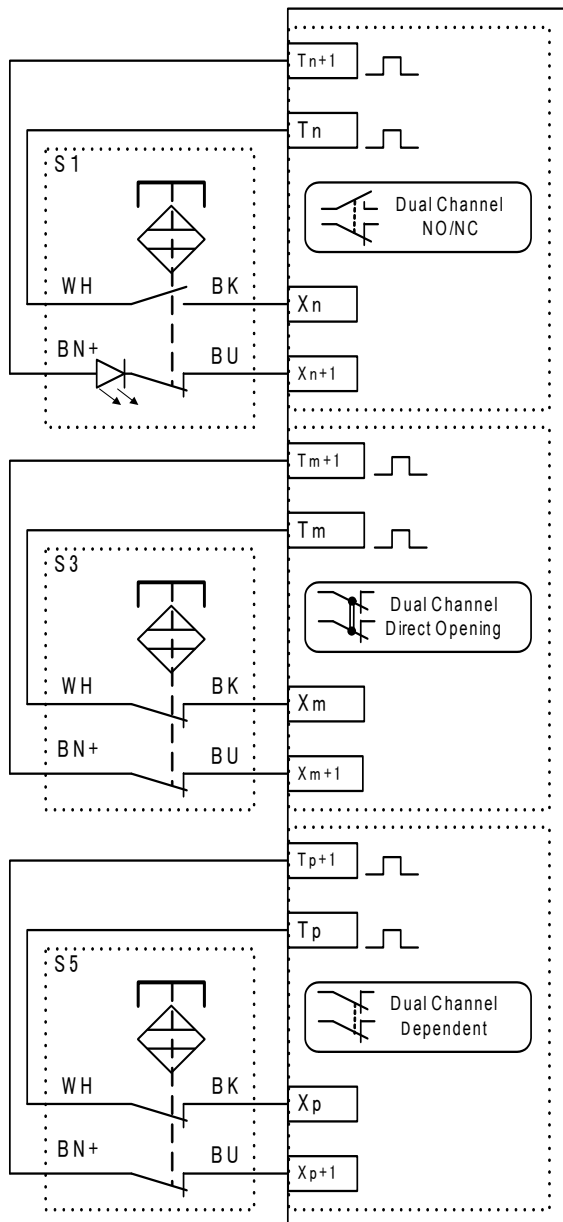 Tn+1
Tn
S1
Dual Channel
NO/NC
WH
BK
Xn
BN+
BU
Xn+1
Tm+1
Tm
S3
Dual Channel
Direct Opening
WH
BK
Xm
BN+
BU
Xm+1
Tp+1
Tp
S5
Dual Channel
Dependent
WH
BK
Xp
BN+
BU
Xp+1